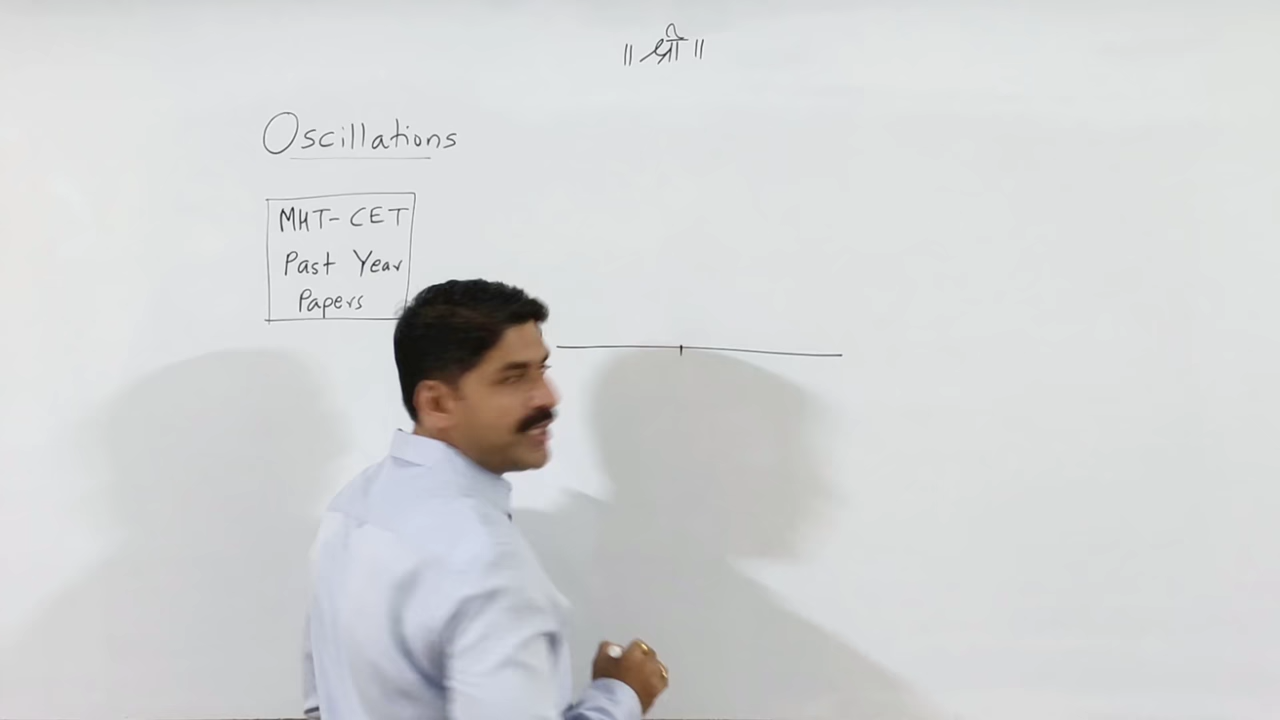 ॥ श्री ॥
Oscillations
MHT-CET
Past Year
Papers